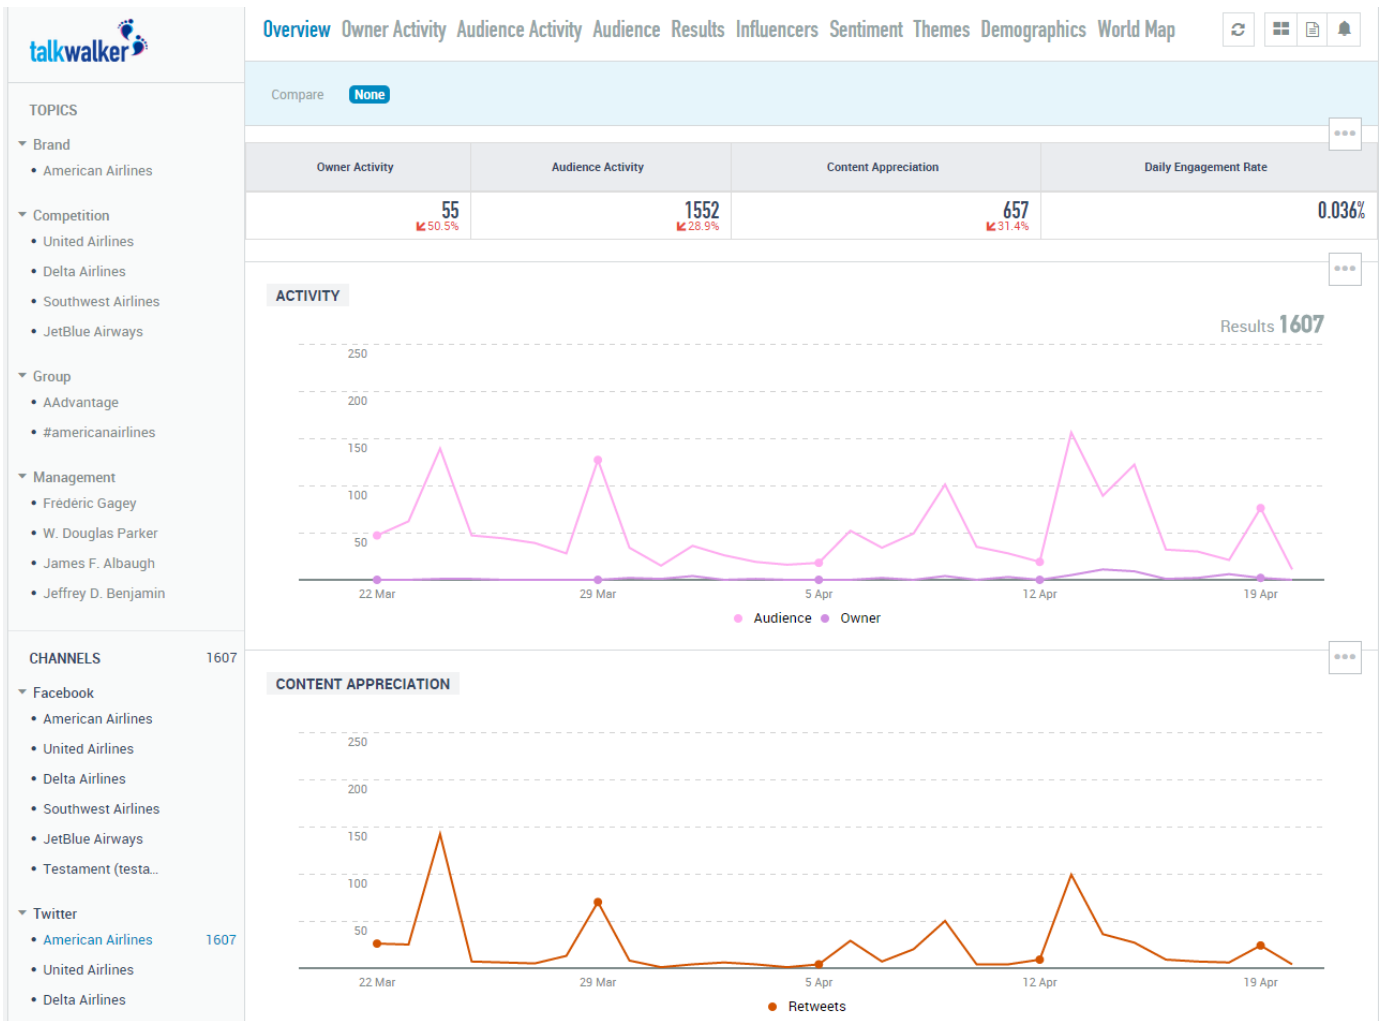 talkwalker
Overview Owner Activity Audience Activity Audience Results Influencers Sentiment Themes Demographics World Map
Compare None
TOPICS
Brand
American Airlines
Competition
United Airlines
Delta Airlines
Southwest Airlines
JetBlue Airways
Group
AAdvantage
#americanairlines
Management
Frédéric Gagey
W. Douglas Parker
James F. Albaugh
Jeffrey D. Benjamin
CHANNELS 1607
Facebook
American Airlines
United Airlines
Delta Airlines
Southwest Airlines
JetBlue Airways
Testament (testa...
Twitter
American Airlines 1607
United Airlines
Delta Airlines
Owner Activity Audience Activity Content Appreciation Daily Engagement Rate
55 1552 657 0.036%
50.5% 28.9% 31.4%
ACTIVITY
Results 1607
250
200
150
100
50
22 Mar 29 Mar 5 Apr 12 Apr 19 Apr
Audience Owner
CONTENT APPRECIATION
250
200
150
100
50
22 Mar 29 Mar 5 Apr 12 Apr 19 Apr
Retweets